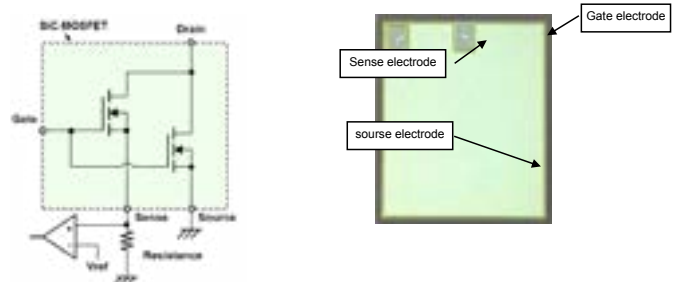 SiC-MOSFET
Drain
Gate
Sense
Source
Resistance
Vref
Gate electrode
Sense electrode
sourse electrode